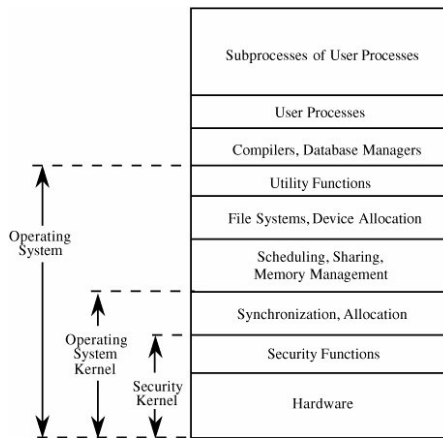 Subprocesses of User Processes
User Processes
Compilers, Database Managers
Utility Functions
File Systems, Device Allocation
Scheduling, Sharing,
Memory Management
Synchronization, Allocation
Security Functions
Hardware
Operating
System
Operating
System
Kernel
Security
Kernel